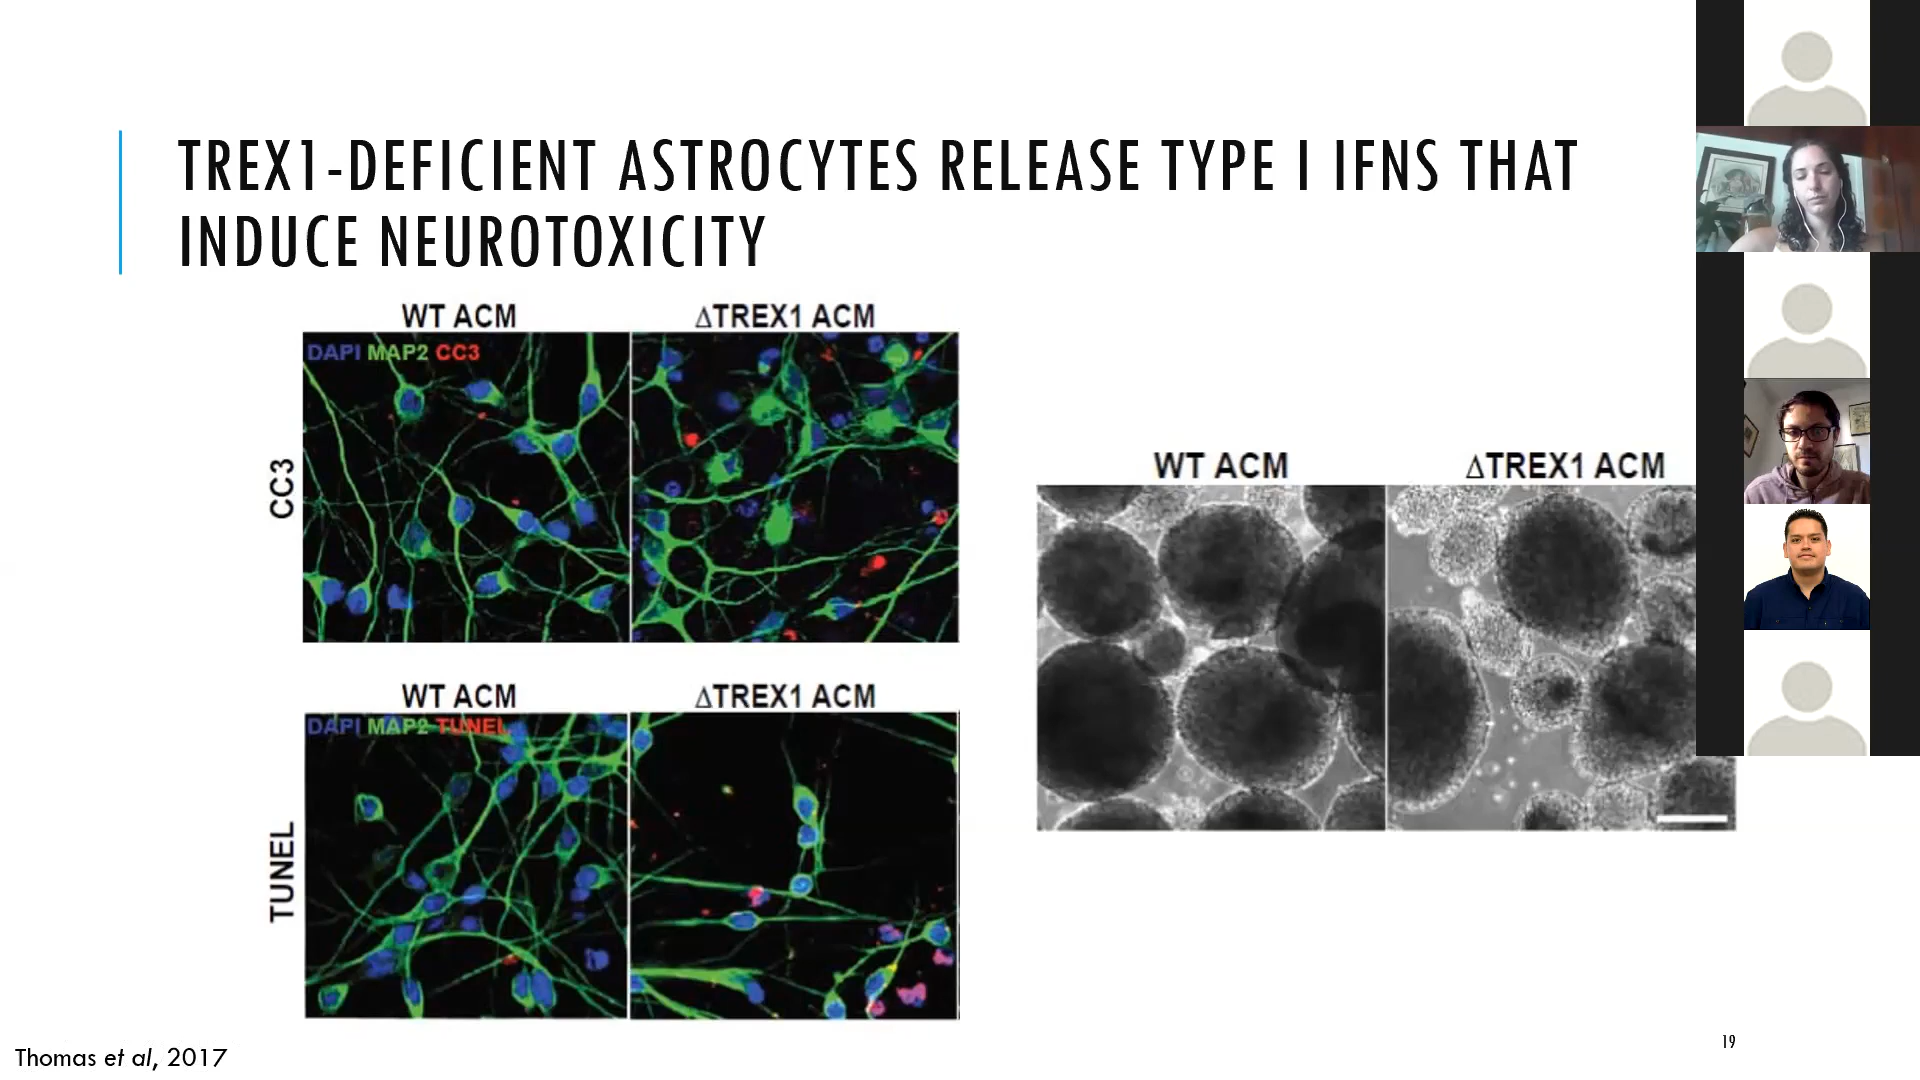 TREX1-DEFICIENT ASTROCYTES RELEASE TYPE I IFNS THAT
INDUCE NEUROTOXICITY
WT ACM
ΔTREX1 ACM
DAPI MAP2 CC3
CC3
WT ACM
ΔTREX1 ACM
WT ACM
ΔTREX1 ACM
DAPI MAP2 TUNEL
TUNEL
Thomas et al, 2017
19